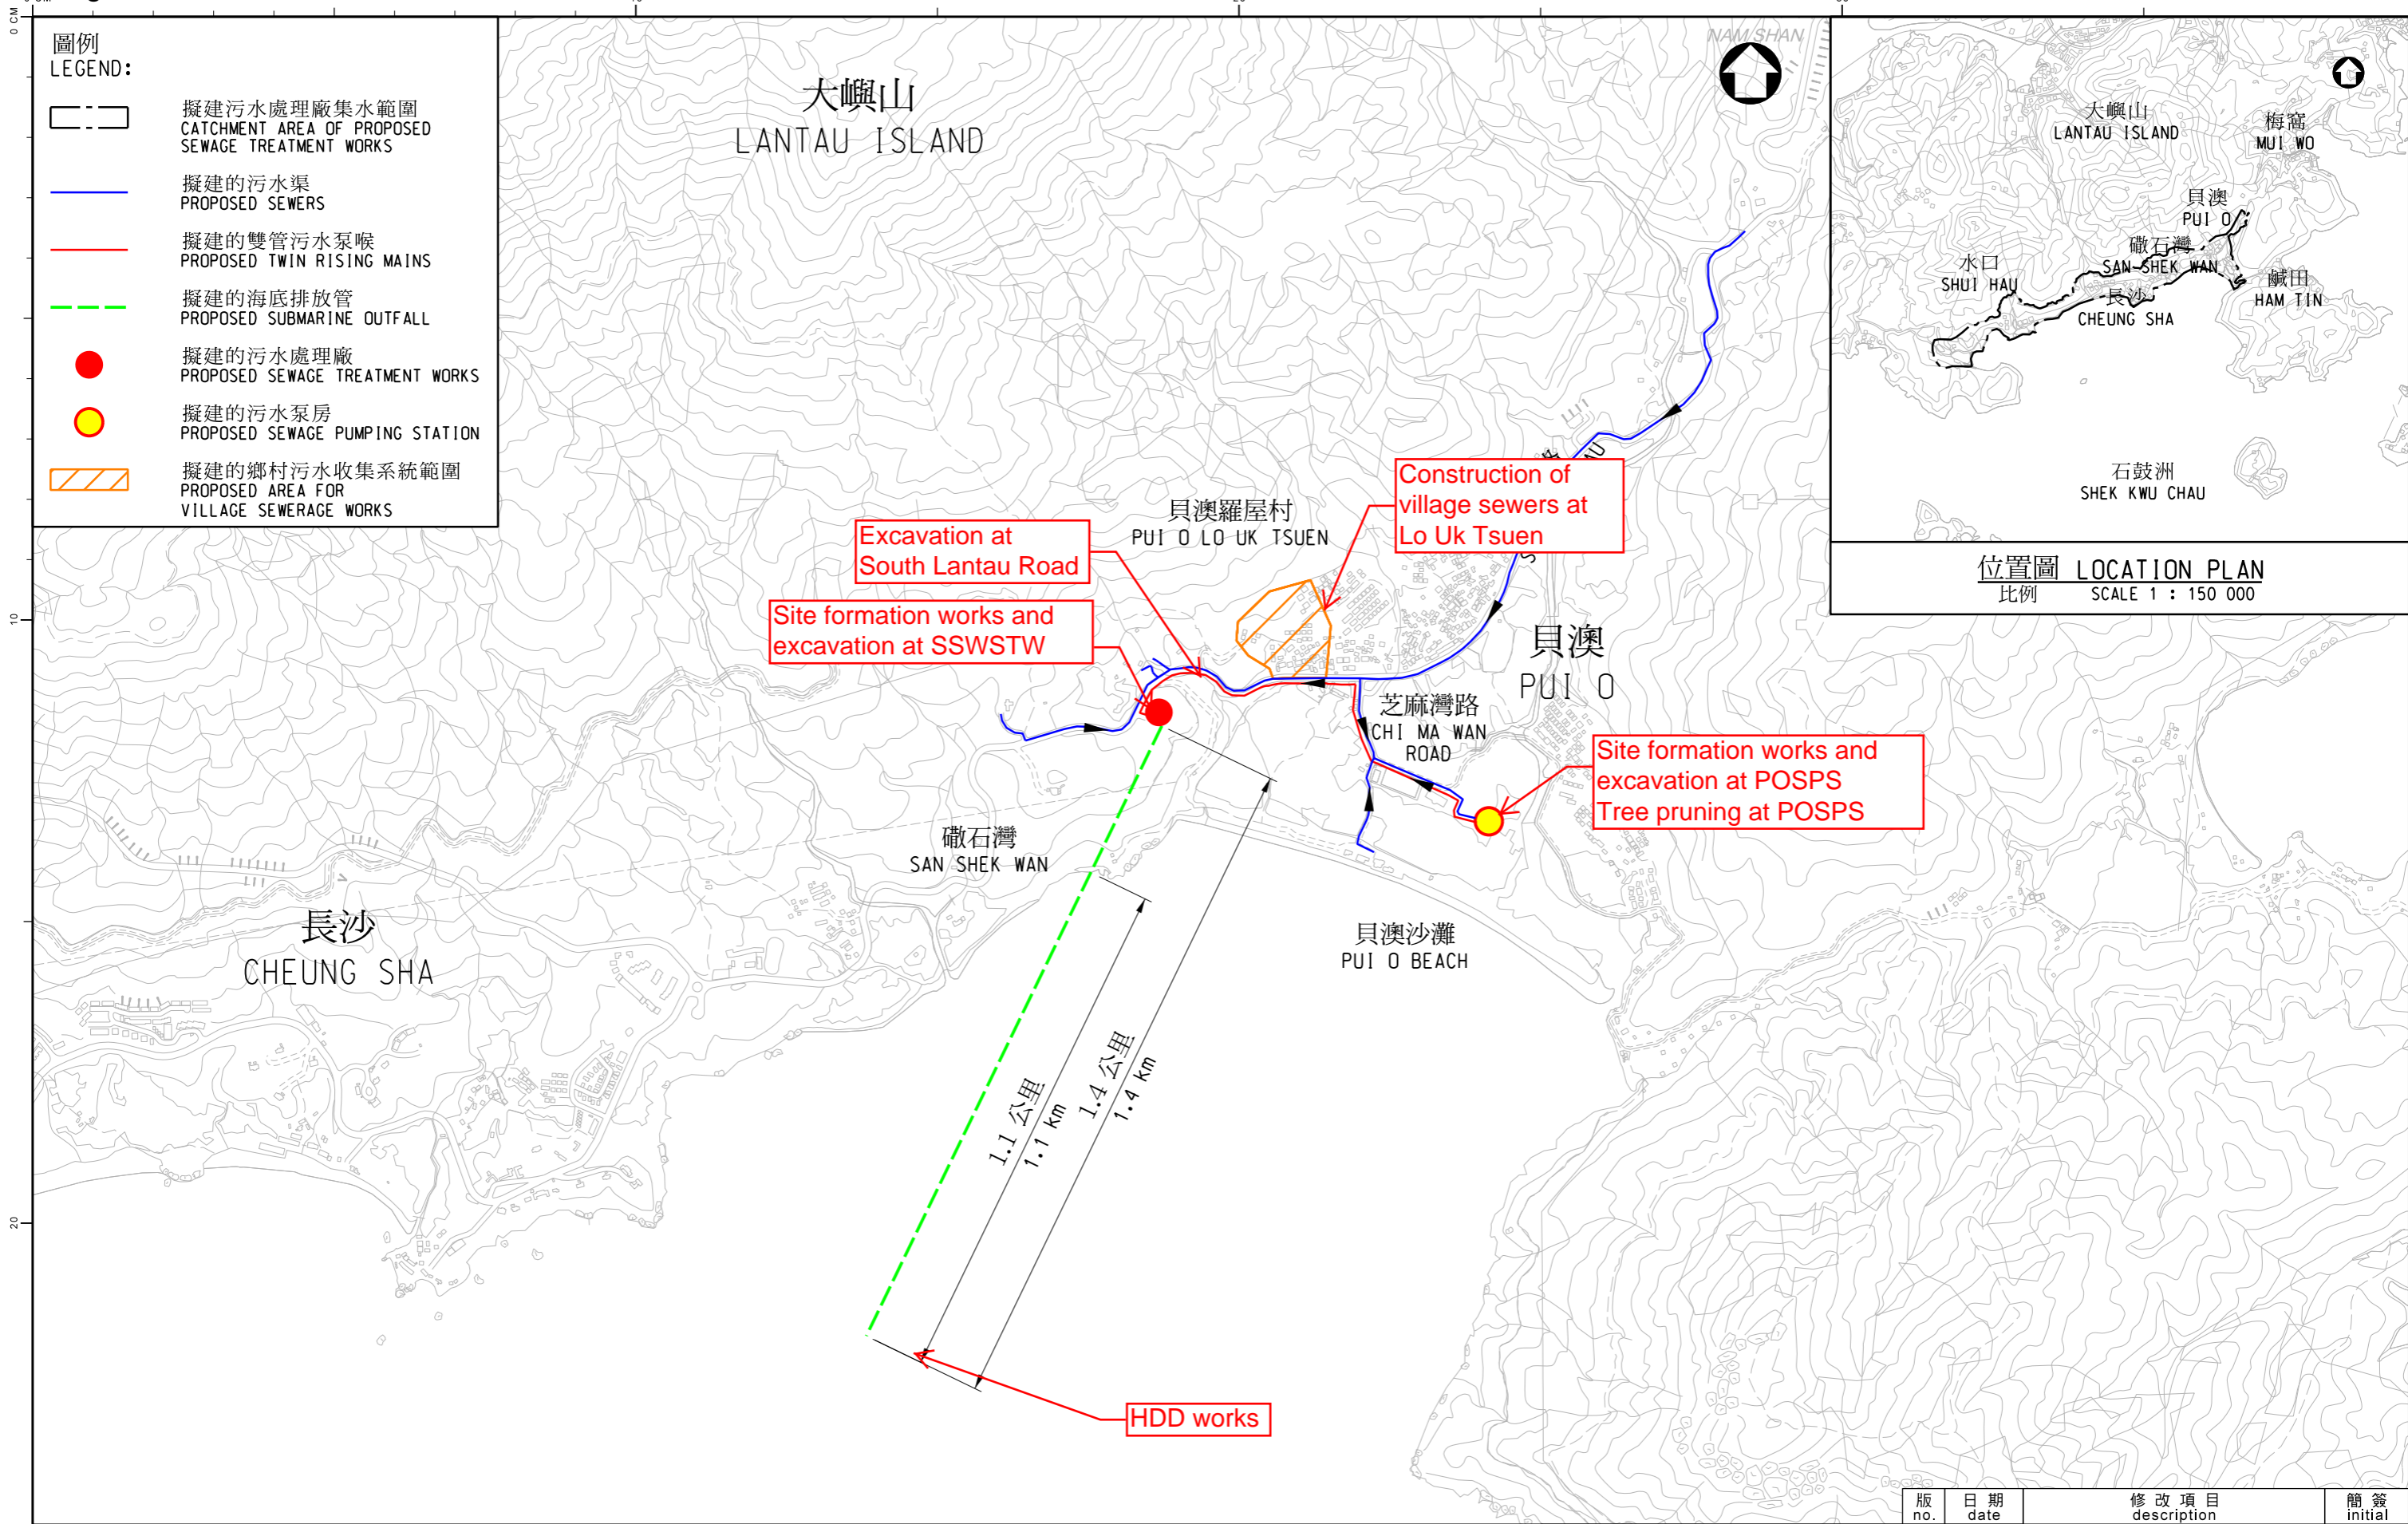 0 CM
圖例
LEGEND:
擬建污水處理廠集水範圍
CATCHMENT AREA OF PROPOSED
SEWAGE TREATMENT WORKS
擬建的污水渠
PROPOSED SEWERS
擬建的雙管污水泵喉
PROPOSED TWIN RISING MAINS
擬建的海底排放管
PROPOSED SUBMARINE OUTFALL
擬建的污水處理廠
PROPOSED SEWAGE TREATMENT WORKS
擬建的污水泵房
PROPOSED SEWAGE PUMPING STATION
擬建的鄉村污水收集系統範圍
PROPOSED AREA FOR
VILLAGE SEWERAGE WORKS
大嶼山
LANTAU ISLAND
NAM SHAN
大嶼山
LANTAU ISLAND
梅窩
MUI WO
貝澳
PUI O
磡石灣
SAN SHEK WAN
水口
SHUI HAU
鹹田
HAM TIN
長沙
CHEUNG SHA
石鼓洲
SHEK KWU CHAU
位置圖 LOCATION PLAN
比例 SCALE 1 : 150 000
Construction of
village sewers at
Lo Uk Tsuen
貝澳羅屋村
PUI O LO UK TSUEN
Excavation at
South Lantau Road
Site formation works and
excavation at SSWSTW
10
貝澳
PUI O
芝麻灣路
CHI MA WAN
ROAD
Site formation works and
excavation at POSPS
Tree pruning at POSPS
磡石灣
SAN SHEK WAN
長沙
CHEUNG SHA
貝澳沙灘
PUI O BEACH
1.1 公里
1.1 km
1.4 公里
1.4 km
20
HDD works
版 日期 修改項目 簡簽
no. date description initial